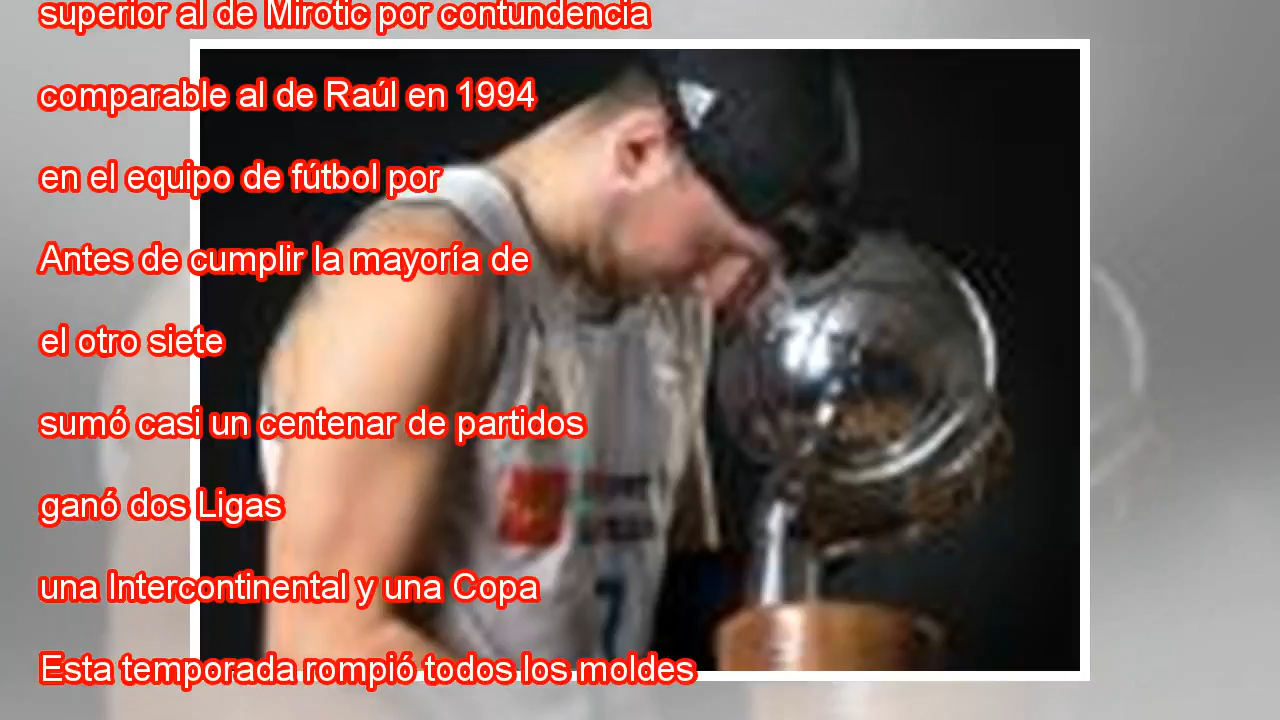 superior al de Mirotic por contundencia
comparable al de Raúl en 1994
en el equipo de fútbol por
Antes de cumplir la mayoría de
el otro siete
sumó casi un centenar de partidos
ganó dos Ligas
una Intercontinental y una Copa
Esta temporada rompió todos los moldes
7